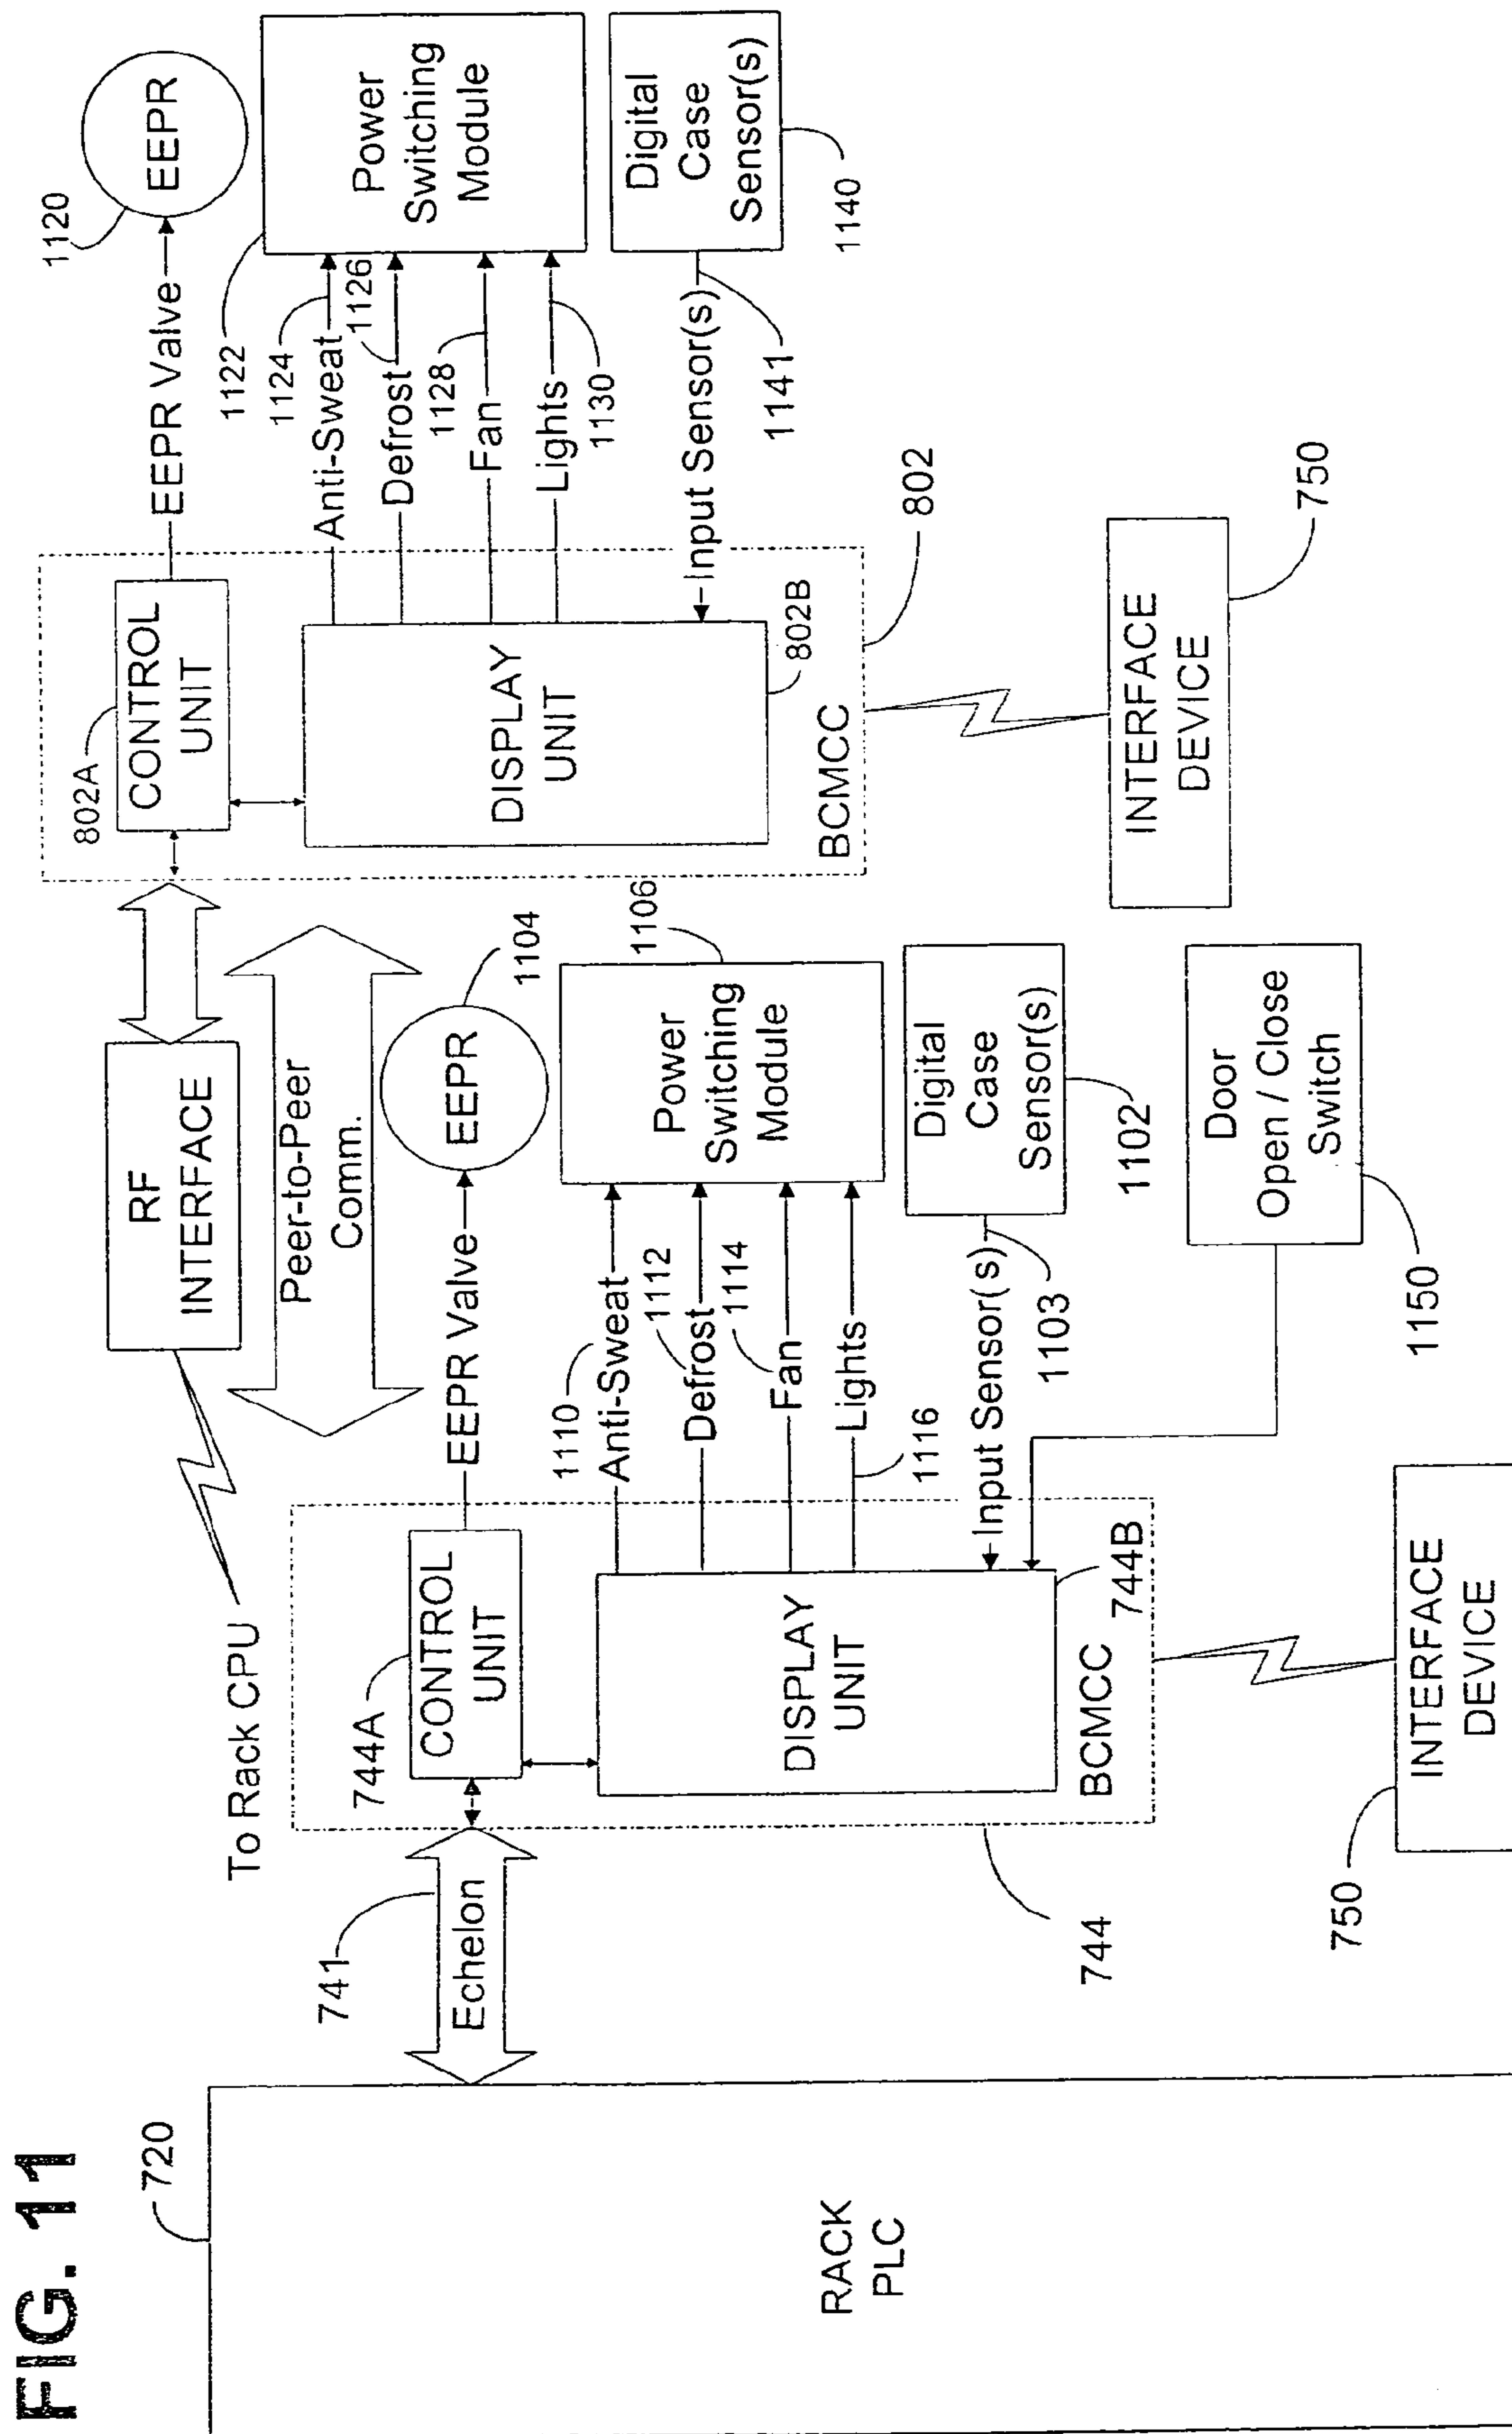 FIG. 11
720
RACK
PLC
741
Echelon
To Rack CPU
RF
INTERFACE
Peer-to-Peer
Comm.
744A
CONTROL
UNIT
EEPR Valve
EEPR
1104
DISPLAY
UNIT
744B
BCMCC
744
1110
Anti-Sweat
1112
Defrost
1114
Fan
Lights
1116
Power
Switching
Module
1106
Input Sensor(s)
1103
Digital
Case
Sensor(s)
1102
Door
Open / Close
Switch
1150
750
INTERFACE
DEVICE
802A
CONTROL
UNIT
EEPR Valve
EEPR
1120
DISPLAY
UNIT
802B
BCMCC
802
Anti-Sweat
1124
Defrost
1126
Fan
1128
Lights
1130
1122
Power
Switching
Module
Input Sensor(s)
1141
Digital
Case
Sensor(s)
1140
INTERFACE
DEVICE
750